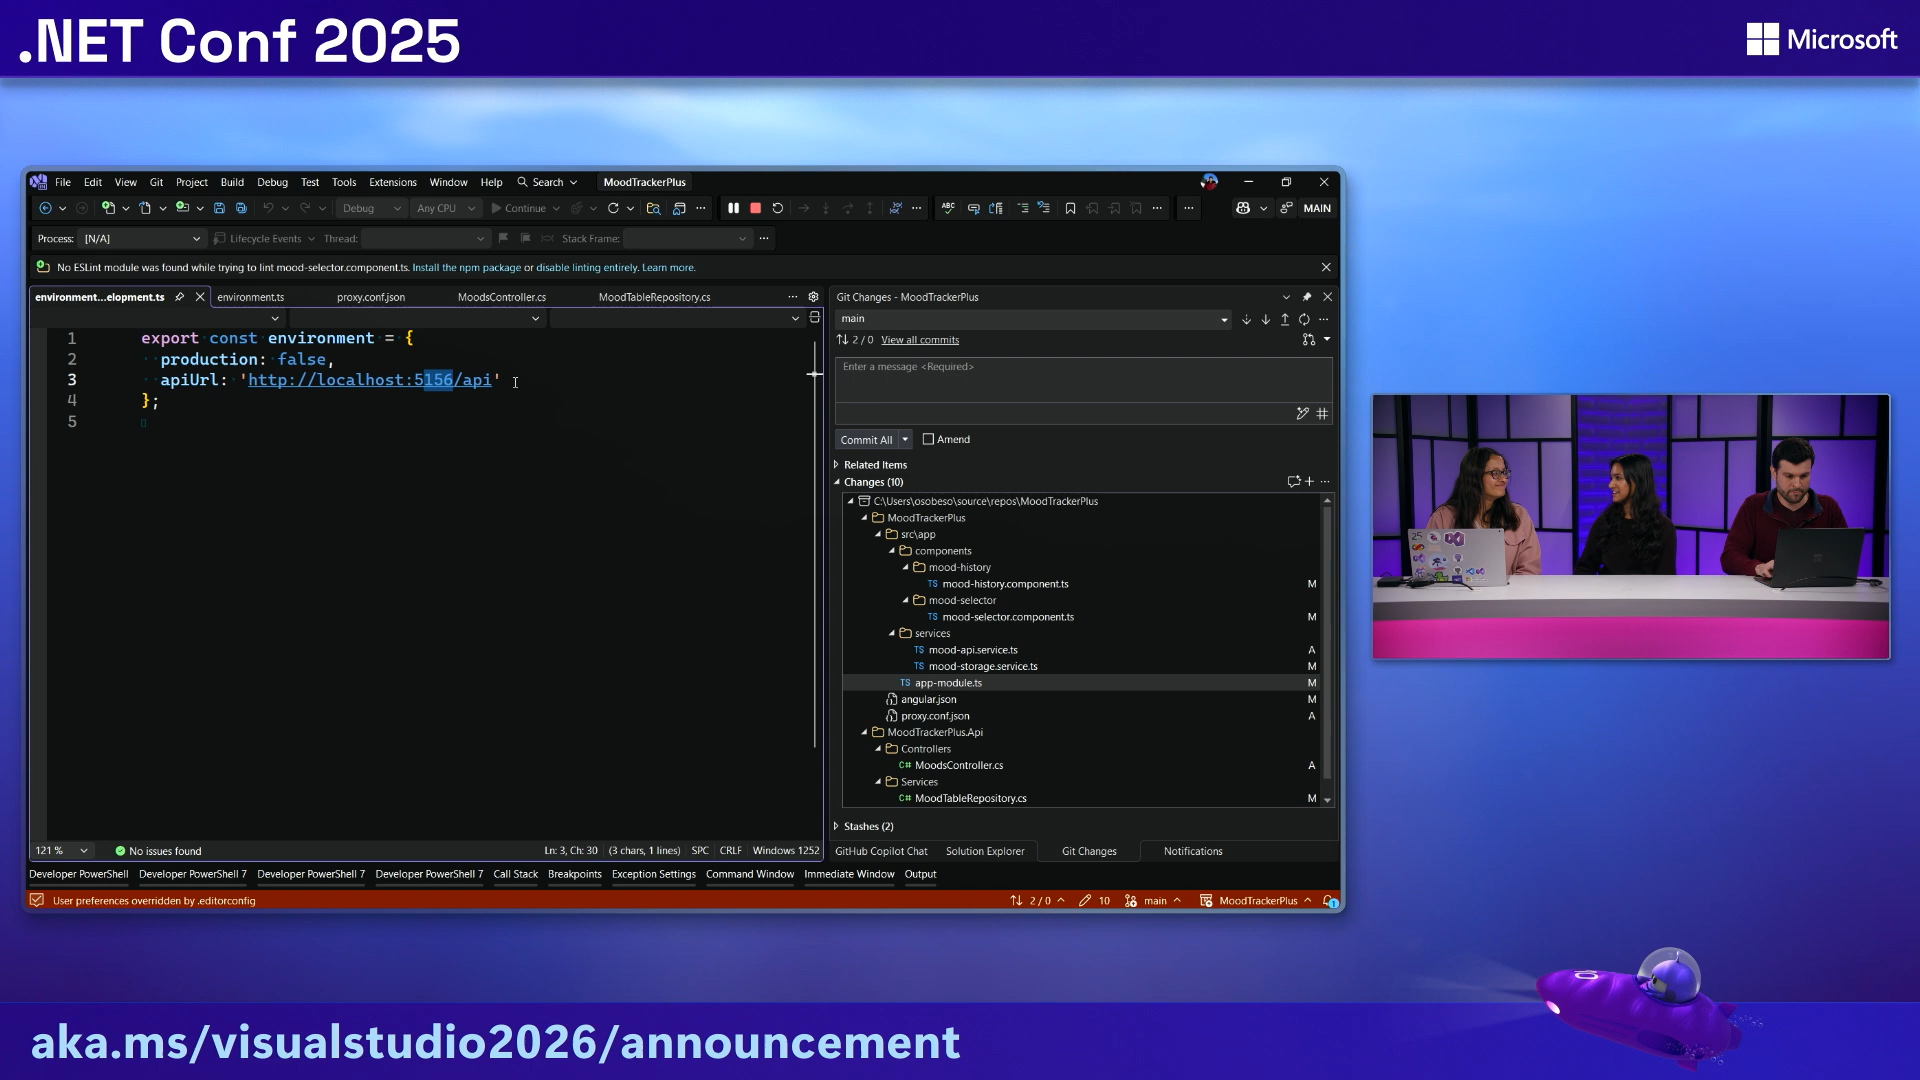 .NET Conf 2025
Microsoft
File Edit View Git Project Build Debug Test Tools Extensions Window Help Search MoodTrackerPlus
Debug Any CPU Continue MAIN
Process: [N/A] Lifecycle Events Thread: Stack Frame:
No ESLint module was found while trying to lint mood-selector.component.ts. Install the npm package or disable linting entirely. Learn more.
environment...elopment.ts environment.ts proxy.conf.json MoodsController.cs MoodTableRepository.cs
1 export const environment = {
2 production: false,
3 apiUrl: 'http://localhost:5156/api'
4 };
5
121 % No issues found Ln: 3, Ch: 30 (3 chars, 1 lines) SPC CRLF Windows 1252
Git Changes - MoodTrackerPlus
main
2 / 0 View all commits
Enter a message <Required>
Commit All Amend
Related Items
Changes (10)
C:\Users\osobeso\source\repos\MoodTrackerPlus
MoodTrackerPlus
src\app
components
mood-history
TS mood-history.component.ts M
mood-selector
TS mood-selector.component.ts M
services
TS mood-api.service.ts A
TS mood-storage.service.ts M
TS app-module.ts M
angular.json M
proxy.conf.json A
MoodTrackerPlus.Api
Controllers
C# MoodsController.cs A
Services
C# MoodTableRepository.cs M
Stashes (2)
GitHub Copilot Chat Solution Explorer Git Changes Notifications
Developer PowerShell Developer PowerShell 7 Developer PowerShell 7 Developer PowerShell 7 Call Stack Breakpoints Exception Settings Command Window Immediate Window Output
User preferences overridden by .editorconfig 2 / 0 10 main MoodTrackerPlus 1
aka.ms/visualstudio2026/announcement